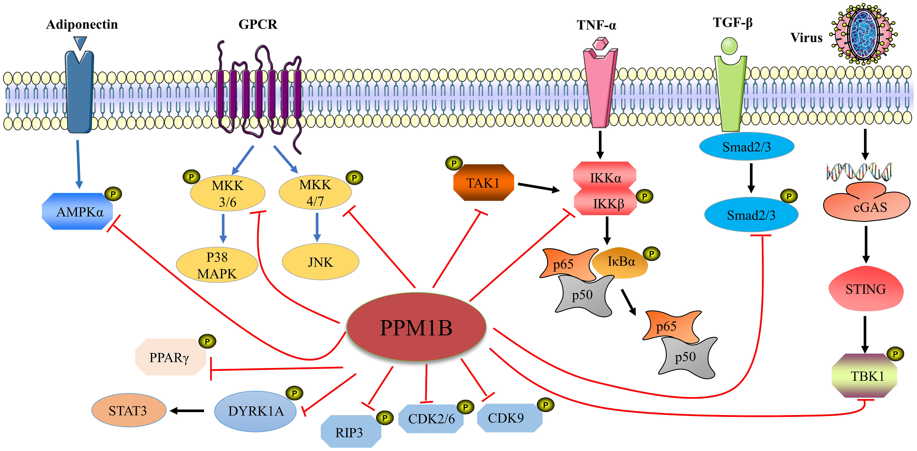 Adiponectin
GPCR
TNF-α
TGF-β
Virus
P
AMPKα
P
MKK
3/6
P
MKK
4/7
P38
MAPK
JNK
P
TAK1
IKKα
IKKβ
P
Smad2/3
Smad2/3
P
cGAS
p65
p50
IκBα
P
p65
p50
STING
TBK1
P
PPM1B
PPARγ
P
STAT3
DYRK1A
P
RIP3
P
CDK2/6
P
CDK9
P